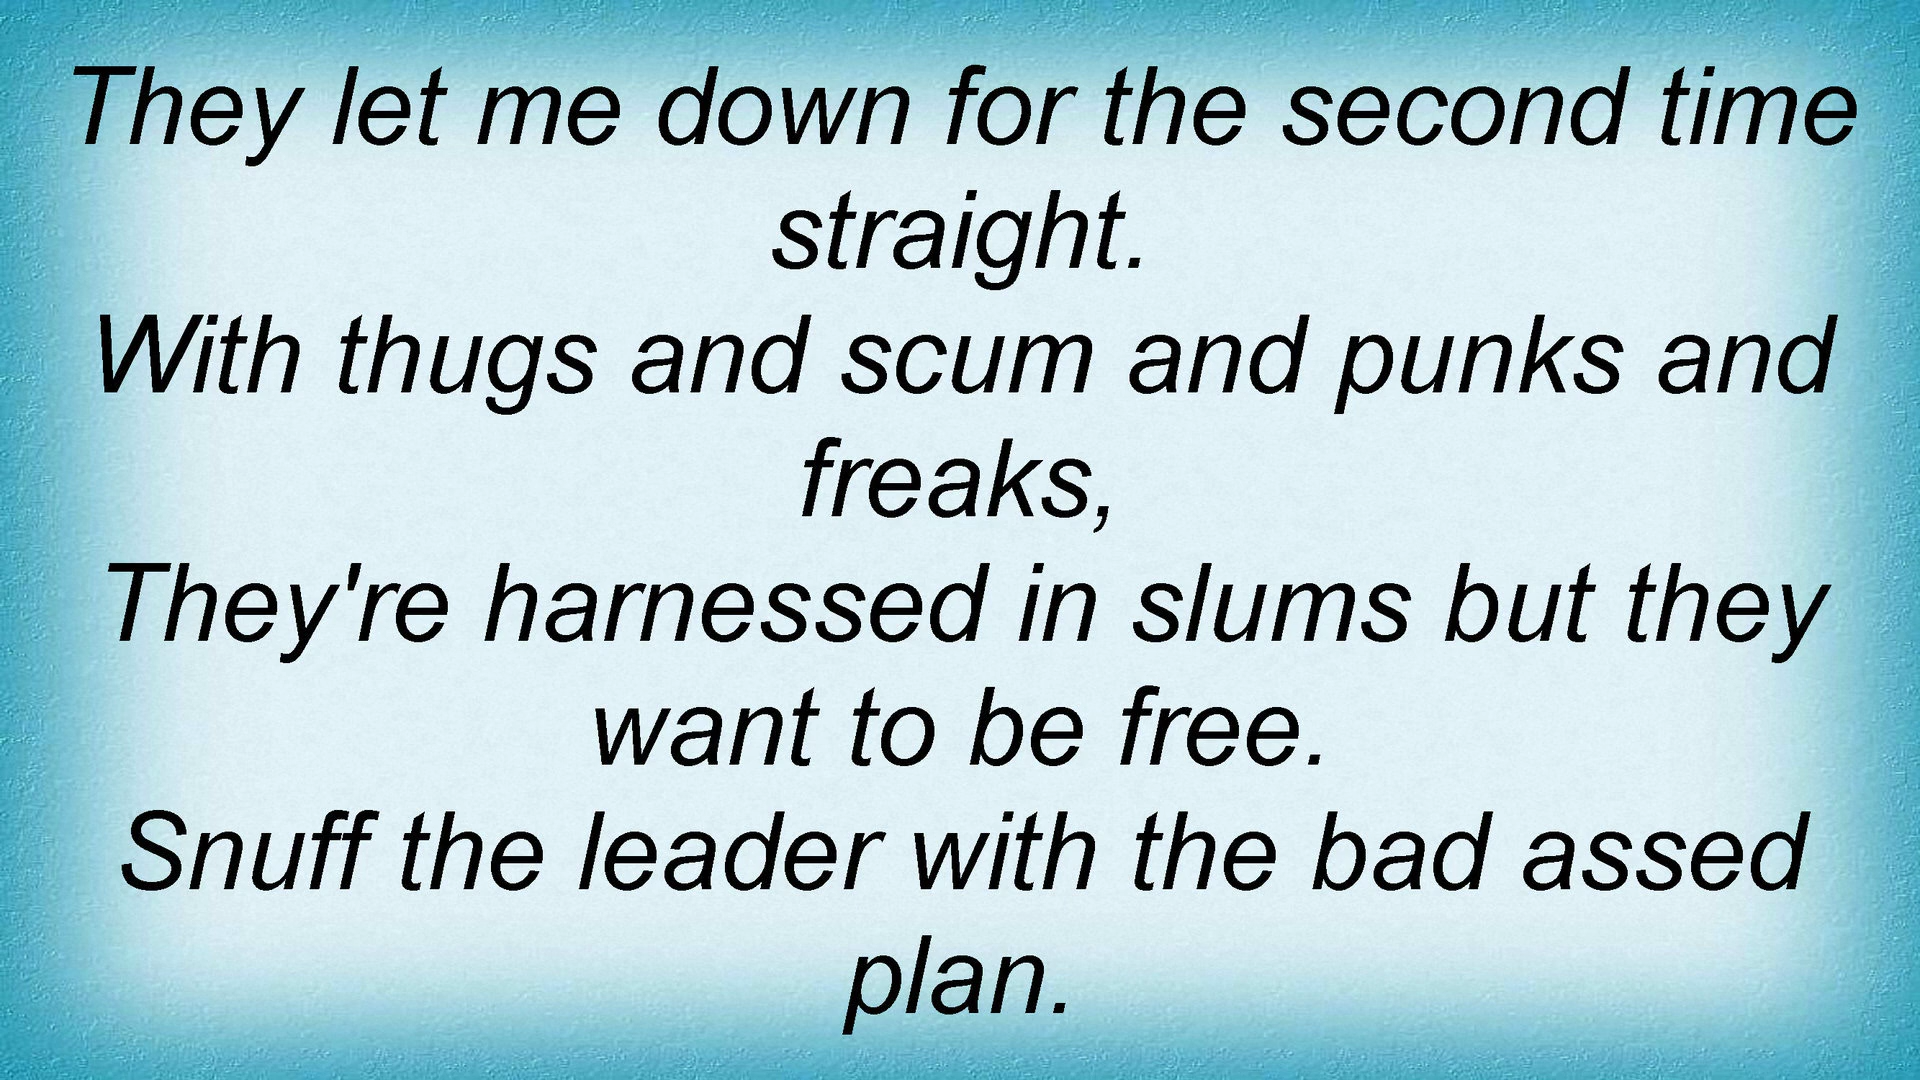 They let me down for the second time
straight.
With thugs and scum and punks and
freaks,
They're harnessed in slums but they
want to be free.
Snuff the leader with the bad assed
plan.